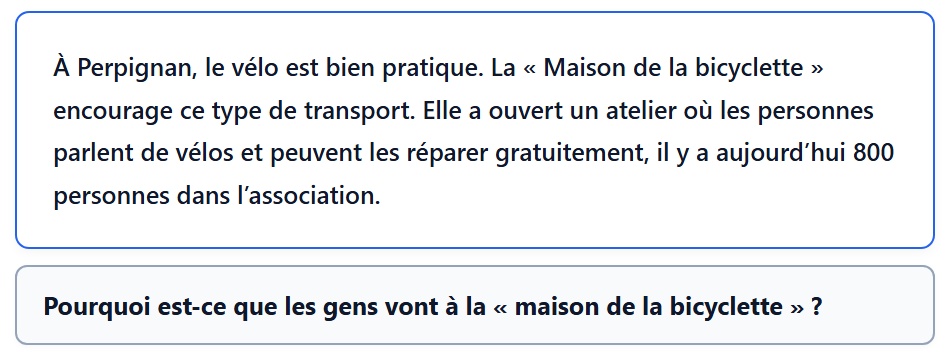 À Perpignan, le vélo est bien pratique. La « Maison de la bicyclette »
encourage ce type de transport. Elle a ouvert un atelier où les personnes
parlent de vélos et peuvent les réparer gratuitement, il y a aujourd’hui 800
personnes dans l’association.
Pourquoi est-ce que les gens vont à la « maison de la bicyclette » ?